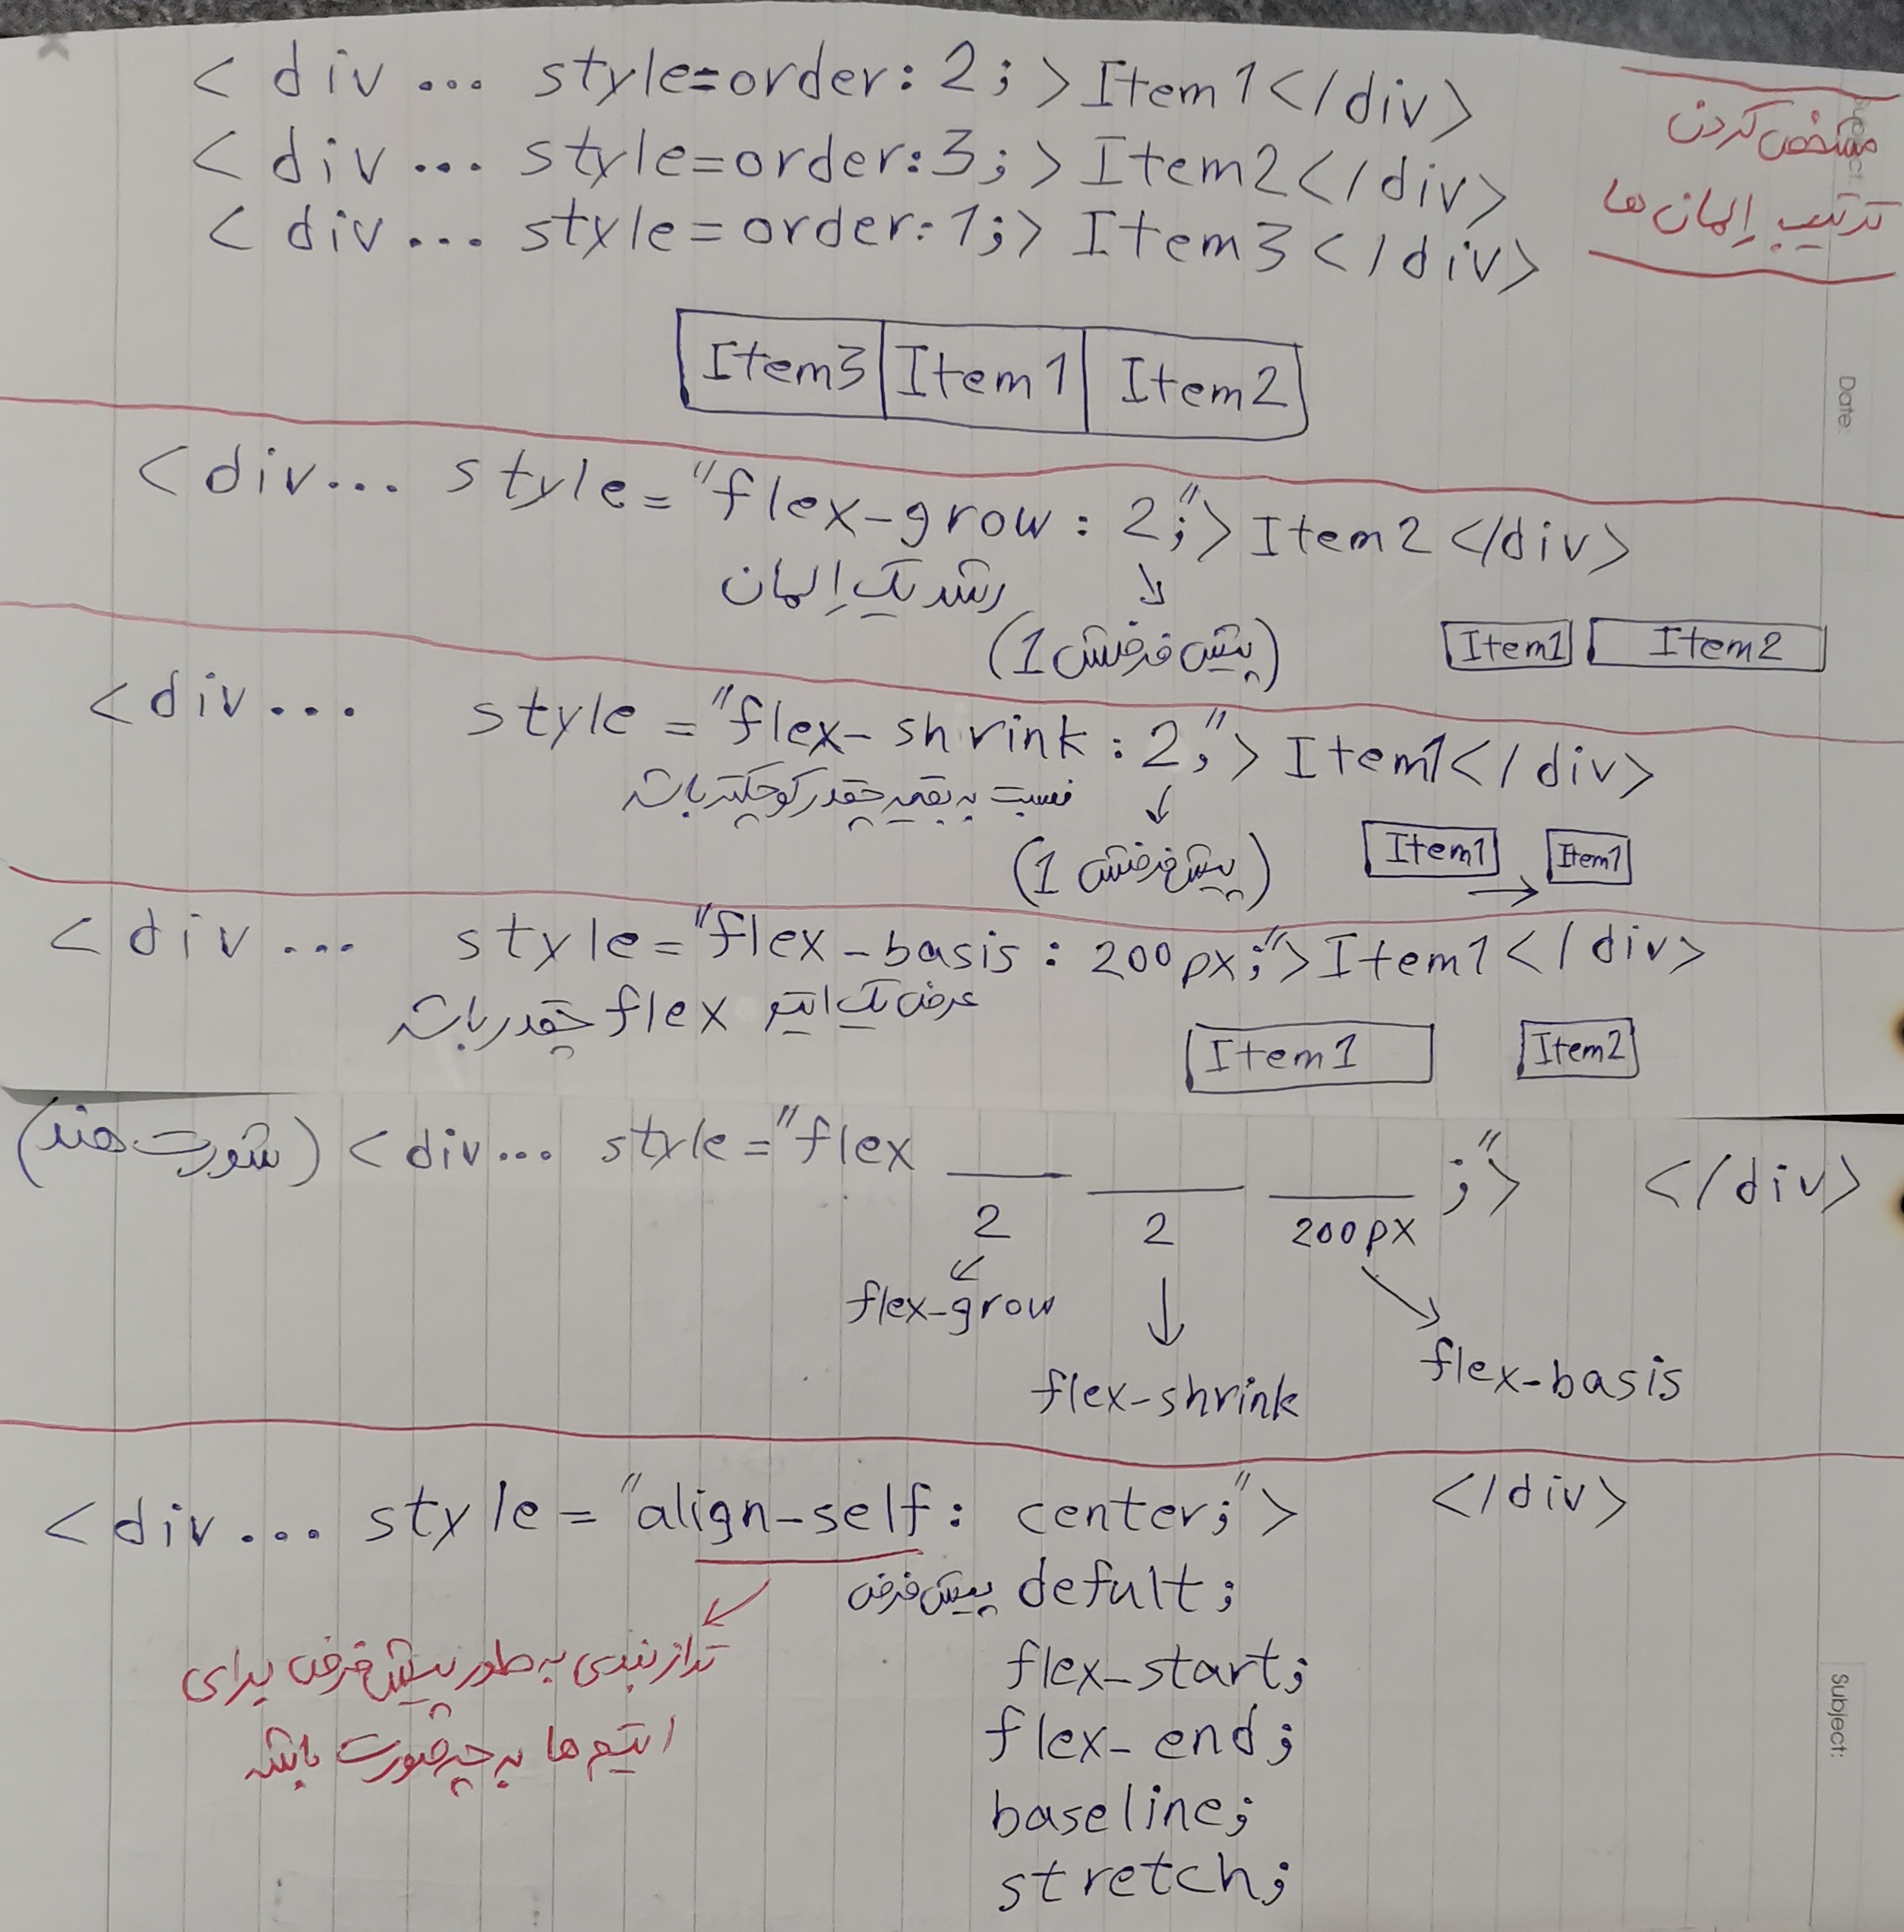 < div ... style=order: 2; >Item1</div>
< div ... style=order:3; >Item2</div>
< div ... style=order:1;> Item3</div>
مشخص کردن
ترتیب اِلمان ها
Item3 Item1 Item2
Date:
<div... style="flex-grow : 2;">Item2</div>
رشد یک اِلمان
(پیش فرضش 1)
Item1 Item2
<div... style="flex-shrink : 2;">Item1</div>
نسبت به بقیه چقدر کوچکتر باشد
(پیش فرضش 1)
Item1 → Item1
<div ... style="flex-basis : 200px;">Item1</div>
عرض یک ایتم flex چقدر باشد
Item1 Item2
(شورت هند) <div... style="flex ___ ___ ___ ;"> </div>
2 2 200px
flex-grow
flex-shrink
flex-basis
<div... style="align-self: center;"> </div>
پیش فرض defult;
flex-start;
flex-end;
baseline;
stretch;
تراز بندی به طور پیش فرض برای
ایتم ها به چه صورت باشد
Subject: